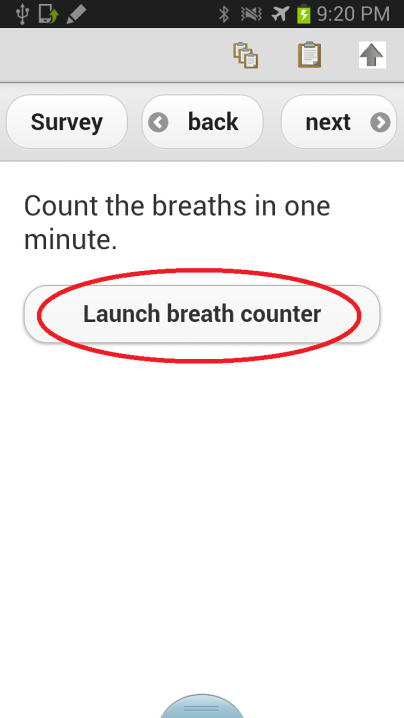 9:20 PM
Survey
back
next
Count the breaths in one
minute.
Launch breath counter